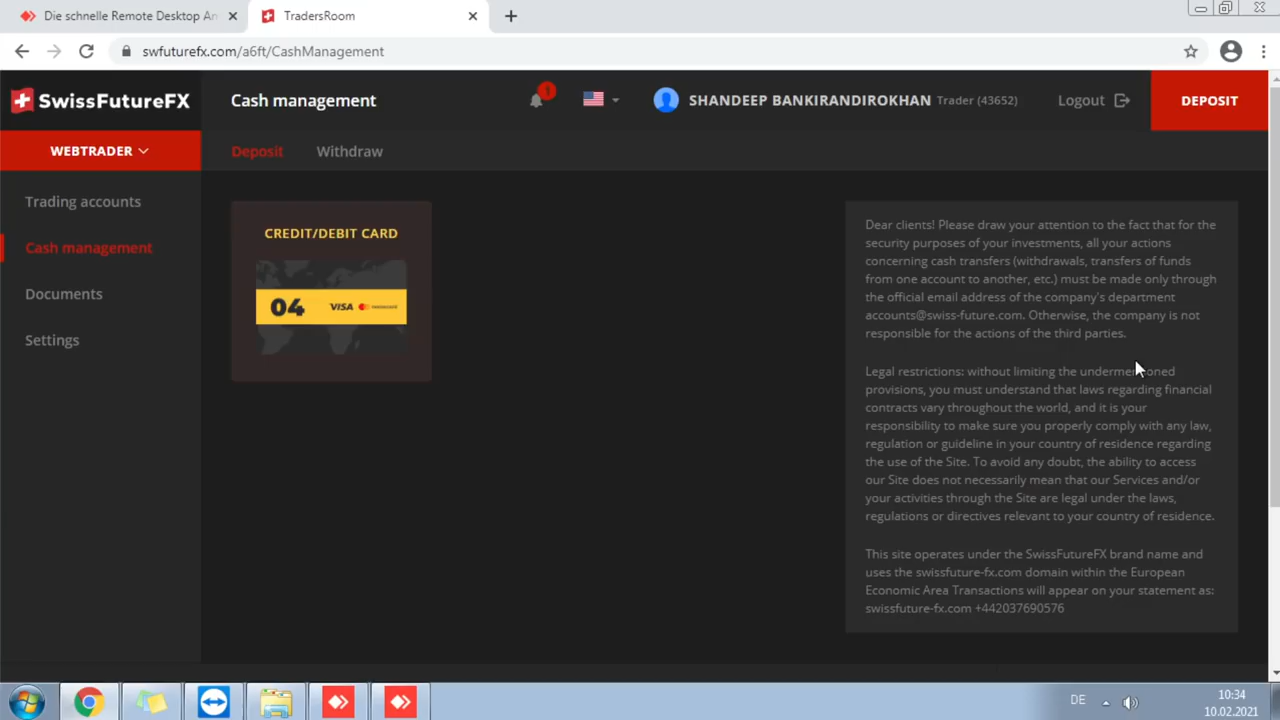 Die schnelle Remote Desktop An
TradersRoom
swfuturefx.com/a6ft/CashManagement
SwissFutureFX
Cash management
1
SHANDEEP BANKIRANDIROKHAN Trader (43652)
Logout
DEPOSIT
WEBTRADER
Deposit
Withdraw
Trading accounts
Cash management
Documents
Settings
CREDIT/DEBIT CARD
04 VISA
Dear clients! Please draw your attention to the fact that for the
security purposes of your investments, all your actions
concerning cash transfers (withdrawals, transfers of funds
from one account to another, etc.) must be made only through
the official email address of the company's department
accounts@swiss-future.com. Otherwise, the company is not
responsible for the actions of the third parties.
Legal restrictions: without limiting the undermentioned
provisions, you must understand that laws regarding financial
contracts vary throughout the world, and it is your
responsibility to make sure you properly comply with any law,
regulation or guideline in your country of residence regarding
the use of the Site. To avoid any doubt, the ability to access
our Site does not necessarily mean that our Services and/or
your activities through the Site are legal under the laws,
regulations or directives relevant to your country of residence.
This site operates under the SwissFutureFX brand name and
uses the swissfuture-fx.com domain within the European
Economic Area Transactions will appear on your statement as:
swissfuture-fx.com +442037690576
DE
10:34
10.02.2021